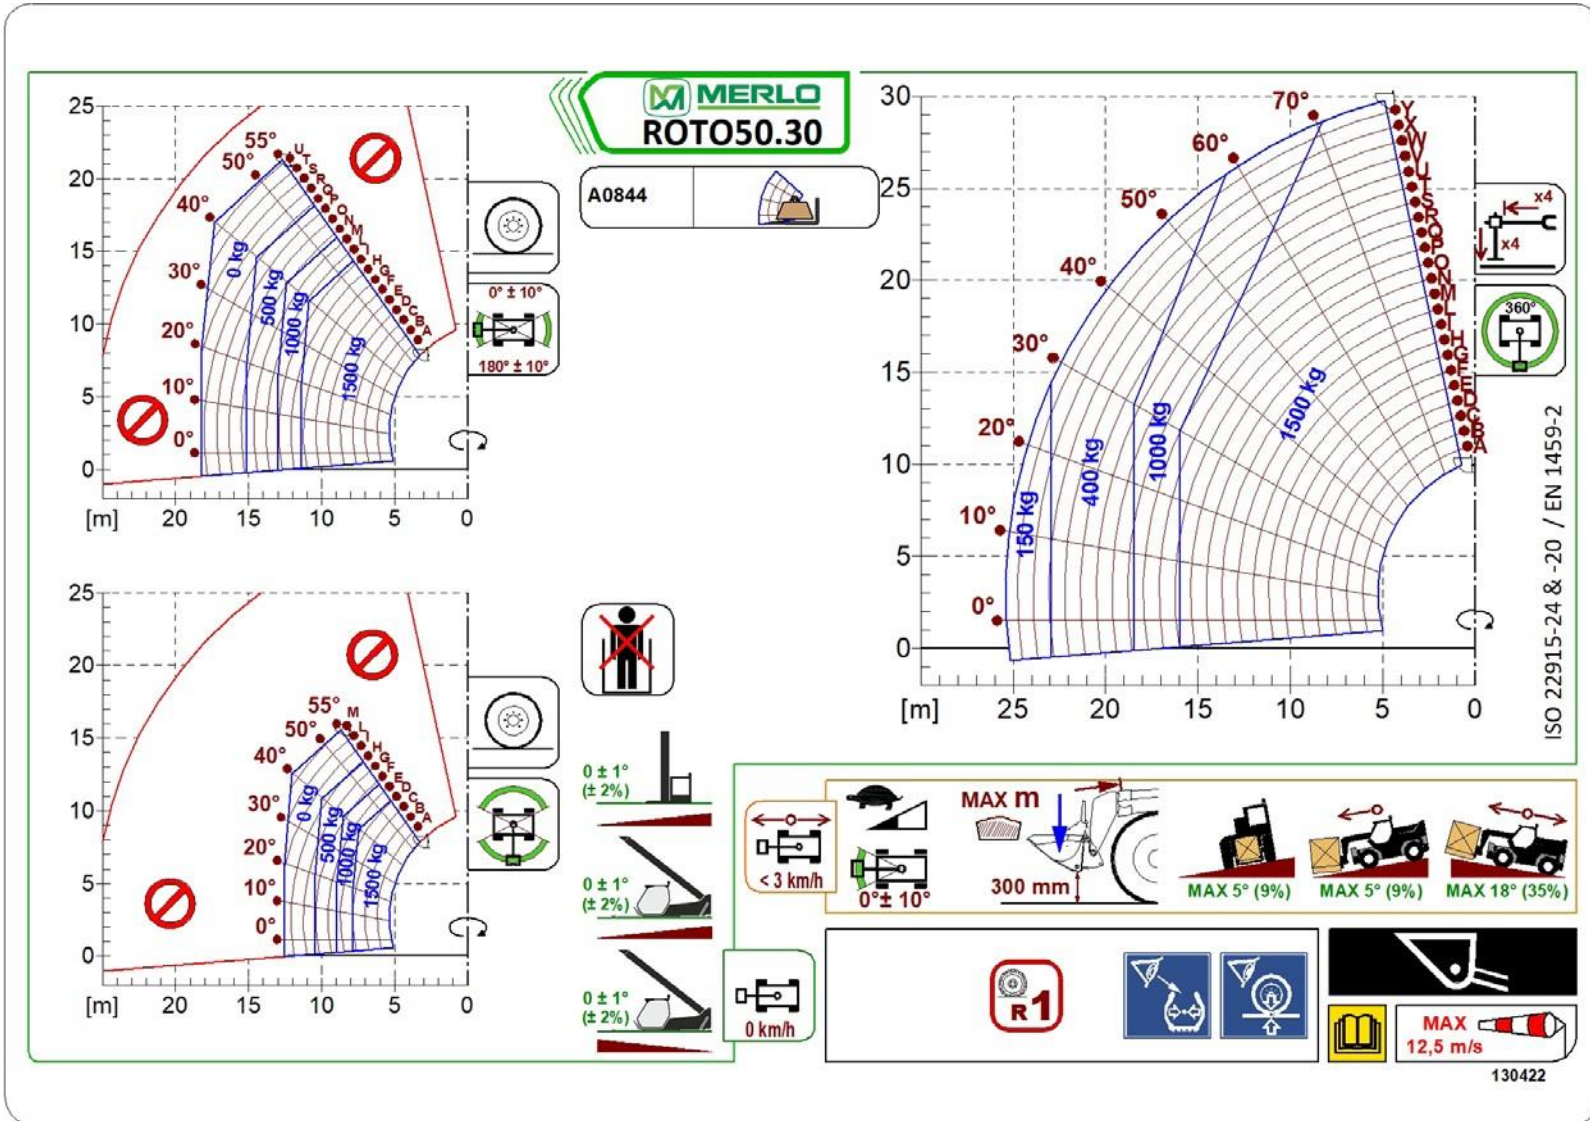 MERLO
ROTO50.30
A0844
25
20
15
10
5
0
[m] 20 15 10 5 0
55°
50°
40°
30°
20°
10°
0°
U
T
S
R
Q
P
O
N
M
L
I
H
G
F
E
D
C
B
A
0 kg
500 kg
1000 kg
1500 kg
0° ± 10°
180° ± 10°
30
25
20
15
10
5
0
[m] 25 20 15 10 5 0
70°
60°
50°
40°
30°
20°
10°
0°
Y
X
W
V
U
T
S
R
Q
P
O
N
M
L
I
H
G
F
E
D
C
B
A
150 kg
400 kg
1000 kg
1500 kg
x4
x4
360°
ISO 22915-24 & -20 / EN 1459-2
25
20
15
10
5
0
[m] 20 15 10 5 0
55°
50°
40°
30°
20°
10°
0°
M
L
I
H
G
F
E
D
C
B
A
0 kg
500 kg
1000 kg
1500 kg
0 ± 1°
(± 2%)
0 ± 1°
(± 2%)
0 ± 1°
(± 2%)
< 3 km/h
0°± 10°
MAX m
300 mm
MAX 5° (9%)
MAX 5° (9%)
MAX 18° (35%)
0 km/h
R 1
MAX
12,5 m/s
130422